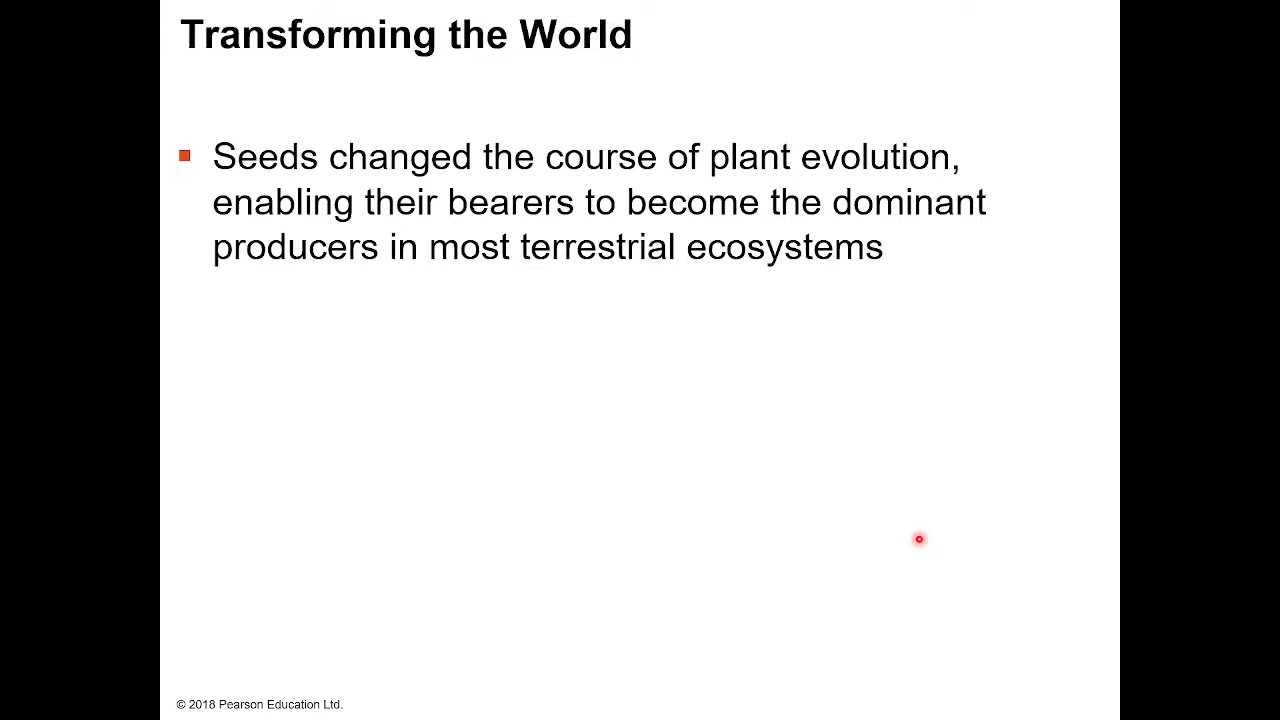 Transforming the World
Seeds changed the course of plant evolution,
enabling their bearers to become the dominant
producers in most terrestrial ecosystems
© 2018 Pearson Education Ltd.